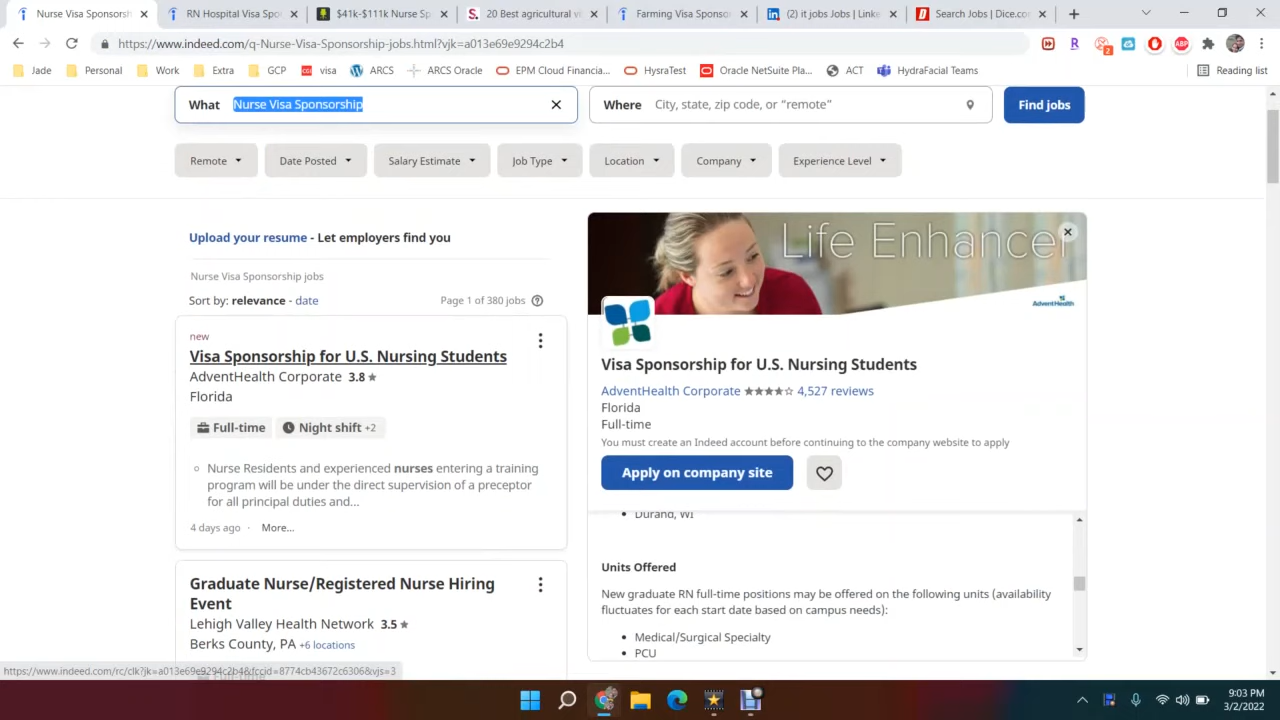 Nurse Visa Sponsorsh
RN Hospital Visa Spo
$41k-$111k Nurse Sp
20 Best agricultural vi
Farming Visa Sponso
(2) it jobs Jobs | Linke
Search Jobs | Dice.co
https://www.indeed.com/q-Nurse-Visa-Sponsorship-jobs.html?vjk=a013e69e9294c2b4
Jade
Personal
Work
Extra
GCP
visa
ARCS
ARCS Oracle
EPM Cloud Financia...
HysraTest
Oracle NetSuite Pla...
ACT
HydraFacial Teams
Reading list
What Nurse Visa Sponsorship
Where City, state, zip code, or "remote"
Find jobs
Remote
Date Posted
Salary Estimate
Job Type
Location
Company
Experience Level
Upload your resume - Let employers find you
Nurse Visa Sponsorship jobs
Sort by: relevance - date
Page 1 of 380 jobs
new
Visa Sponsorship for U.S. Nursing Students
AdventHealth Corporate 3.8
Florida
Full-time
Night shift +2
Nurse Residents and experienced nurses entering a training
program will be under the direct supervision of a preceptor
for all principal duties and...
4 days ago · More...
Graduate Nurse/Registered Nurse Hiring
Event
Lehigh Valley Health Network 3.5
Berks County, PA +6 locations
Life Enhancer
AdventHealth
Visa Sponsorship for U.S. Nursing Students
AdventHealth Corporate 4,527 reviews
Florida
Full-time
You must create an Indeed account before continuing to the company website to apply
Apply on company site
Durand, WI
Units Offered
New graduate RN full-time positions may be offered on the following units (availability
fluctuates for each start date based on campus needs):
Medical/Surgical Specialty
PCU
https://www.indeed.com/rc/clk?jk=a013e69e9294c2b4&fccid=8774cb43672c6306&vjs=3
9:03 PM
3/2/2022